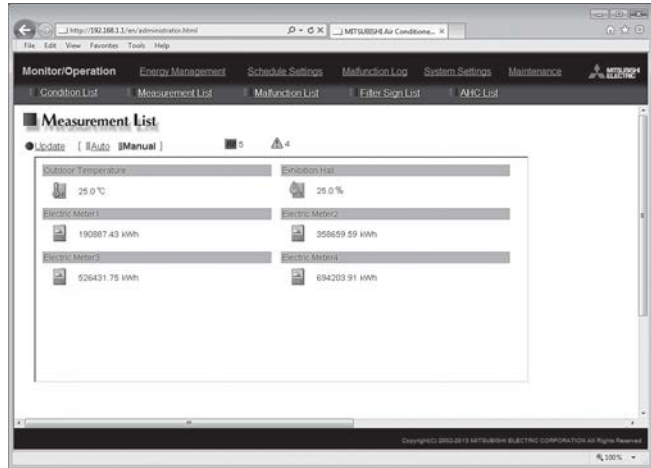 http://192.168.1.1/en/administrator.html
MITSUBISHI Air Conditione...
File Edit View Favorites Tools Help
Monitor/Operation Energy Management Schedule Settings Malfunction Log System Settings Maintenance MITSUBISHI ELECTRIC
Condition List Measurement List Malfunction List Filter Sign List AHC List
Measurement List
Update [ Auto Manual ] 5 4
Outdoor Temperature Exhibition Hall
25.0 °C 25.0 %
Electric Meter1 Electric Meter2
190887.43 kWh 358659.59 kWh
Electric Meter3 Electric Meter4
526431.75 kWh 694203.91 kWh
Copyright(C) 2002-2013 MITSUBISHI ELECTRIC CORPORATION All Rights Reserved
100%